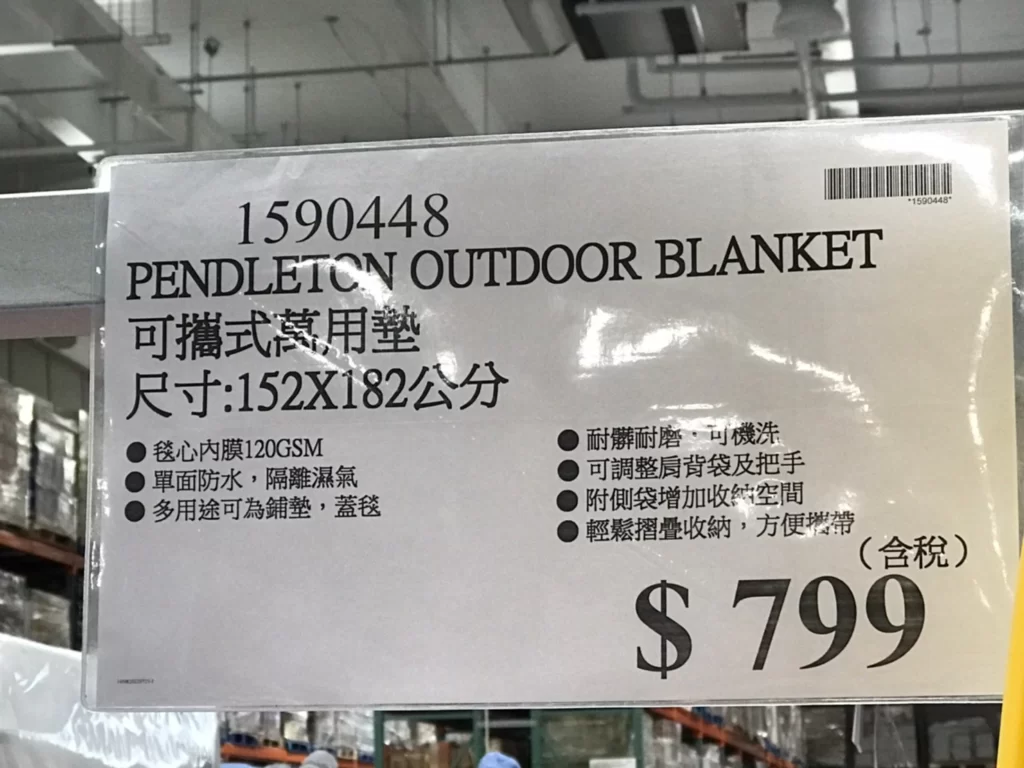 *1590448*
1590448
PENDLETON OUTDOOR BLANKET
可攜式萬用墊
尺寸:152X182公分
● 毯心內膜120GSM
● 單面防水，隔離濕氣
● 多用途可為鋪墊，蓋毯
● 耐髒耐磨，可機洗
● 可調整肩背袋及把手
● 附側袋增加收納空間
● 輕鬆摺疊收納，方便攜帶
（含稅）
$ 799